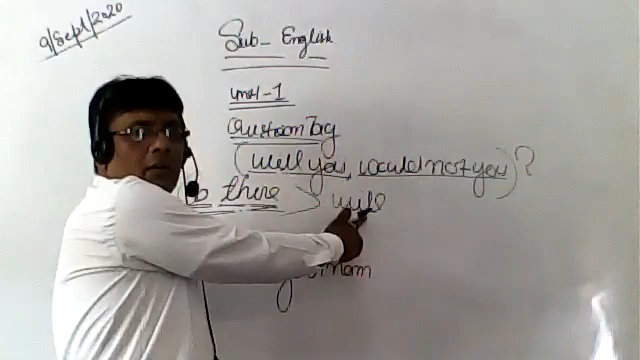 9/Sept/2020
Sub- English
Unit-1
Question Tag
(will you, would not you)?
there
will